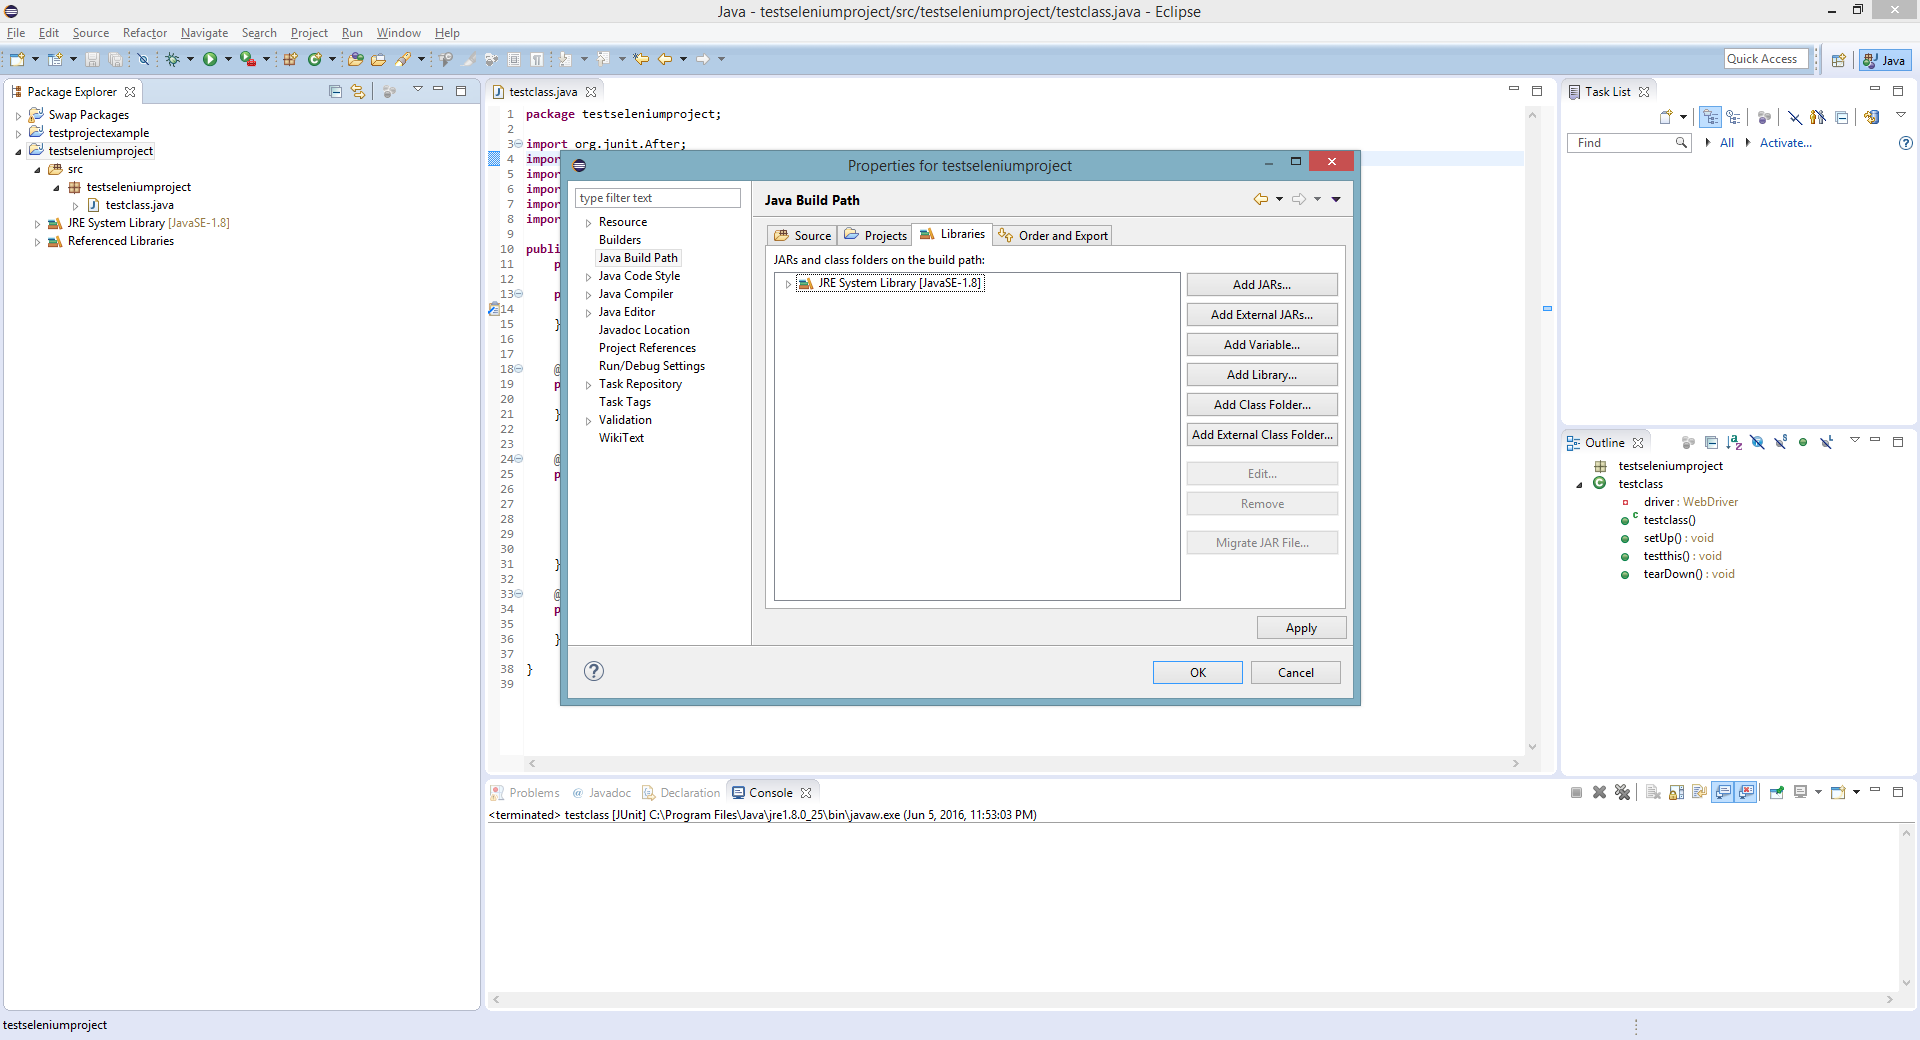 Java - testseleniumproject/src/testseleniumproject/testclass.java - Eclipse
File Edit Source Refactor Navigate Search Project Run Window Help
Quick Access
Java
Package Explorer
Swap Packages
testprojectexample
testseleniumproject
src
testseleniumproject
testclass.java
JRE System Library [JavaSE-1.8]
Referenced Libraries
testclass.java
1 package testseleniumproject;
2
3 import org.junit.After;
4 impor
5 impor
6 impor
7 impor
8 impor
9
10 publi
11 p
12
13 p
14
15 }
16
17
18 @
19 p
20
21 }
22
23
24 @
25 p
26
27
28
29
30
31 }
32
33 @
34 p
35
36 }
37
38 }
39
Properties for testseleniumproject
type filter text
Resource
Builders
Java Build Path
Java Code Style
Java Compiler
Java Editor
Javadoc Location
Project References
Run/Debug Settings
Task Repository
Task Tags
Validation
WikiText
Java Build Path
Source Projects Libraries Order and Export
JARs and class folders on the build path:
JRE System Library [JavaSE-1.8]
Add JARs...
Add External JARs...
Add Variable...
Add Library...
Add Class Folder...
Add External Class Folder...
Edit...
Remove
Migrate JAR File...
Apply
OK Cancel
Task List
Find All Activate...
Outline
testseleniumproject
testclass
driver : WebDriver
testclass()
setUp() : void
testthis() : void
tearDown() : void
Problems @ Javadoc Declaration Console
<terminated> testclass [JUnit] C:\Program Files\Java\jre1.8.0_25\bin\javaw.exe (Jun 5, 2016, 11:53:03 PM)
testseleniumproject